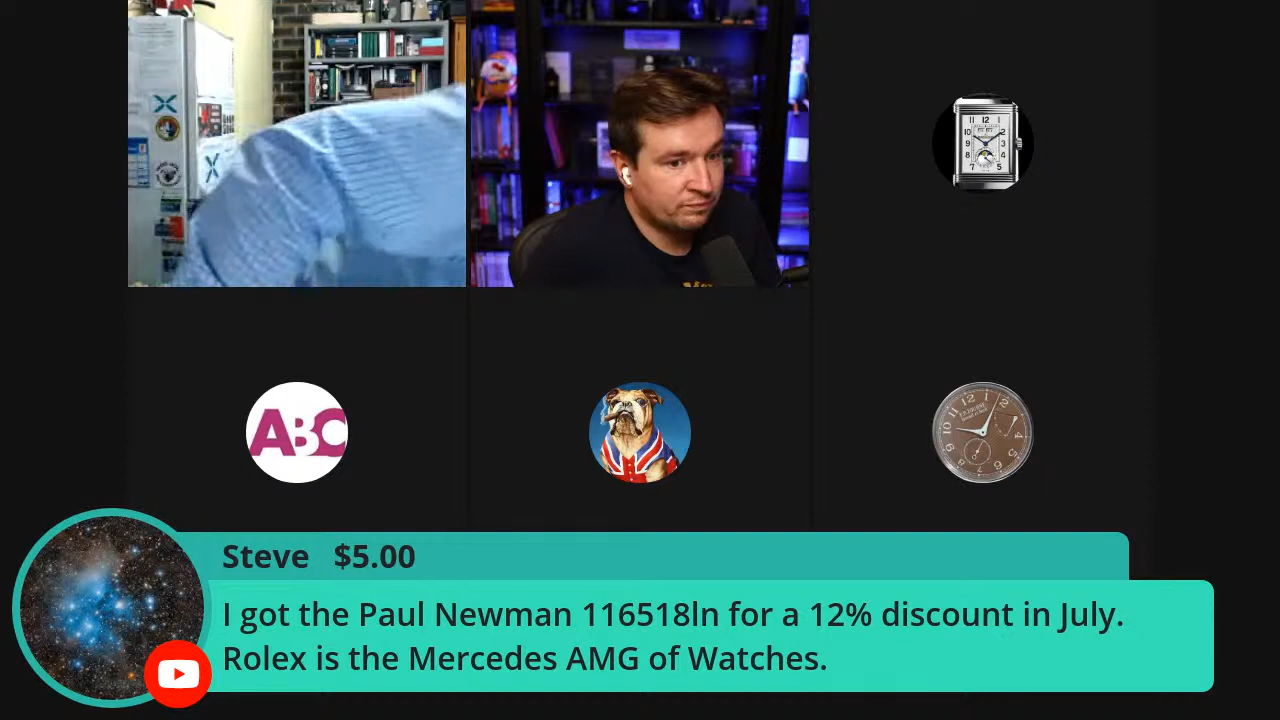 ABC
Steve $5.00
I got the Paul Newman 116518ln for a 12% discount in July.
Rolex is the Mercedes AMG of Watches.